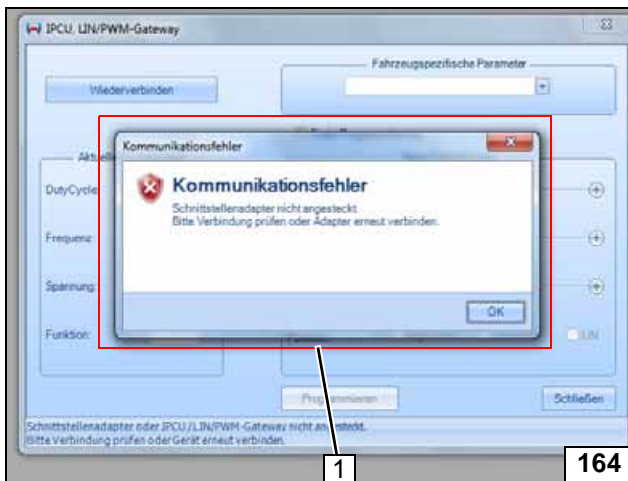 IPCU, LIN/PWM-Gateway
Fahrzeugspezifische Parameter
Wiederverbinden
Kommunikationsfehler
Kommunikationsfehler
Schnittstellenadapter nicht angesteckt.
Bitte Verbindung prüfen oder Adapter erneut verbinden.
OK
DutyCycle:
Frequenz:
Spannung:
Funktion:
LIN
Programmieren
Schließen
Schnittstellenadapter oder IPCU/LIN/PWM-Gateway nicht angesteckt.
Bitte Verbindung prüfen oder Gerät erneut verbinden.
1
164